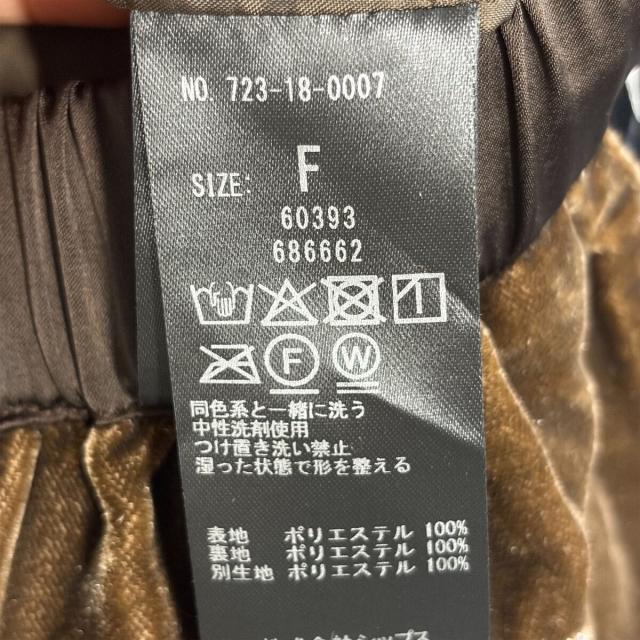 NO. 723-18-0007
SIZE: F
60393
686662
F W
同色系と一緒に洗う
中性洗剤使用
つけ置き洗い禁止
湿った状態で形を整える
表地 ポリエステル 100%
裏地 ポリエステル 100%
別生地 ポリエステル 100%